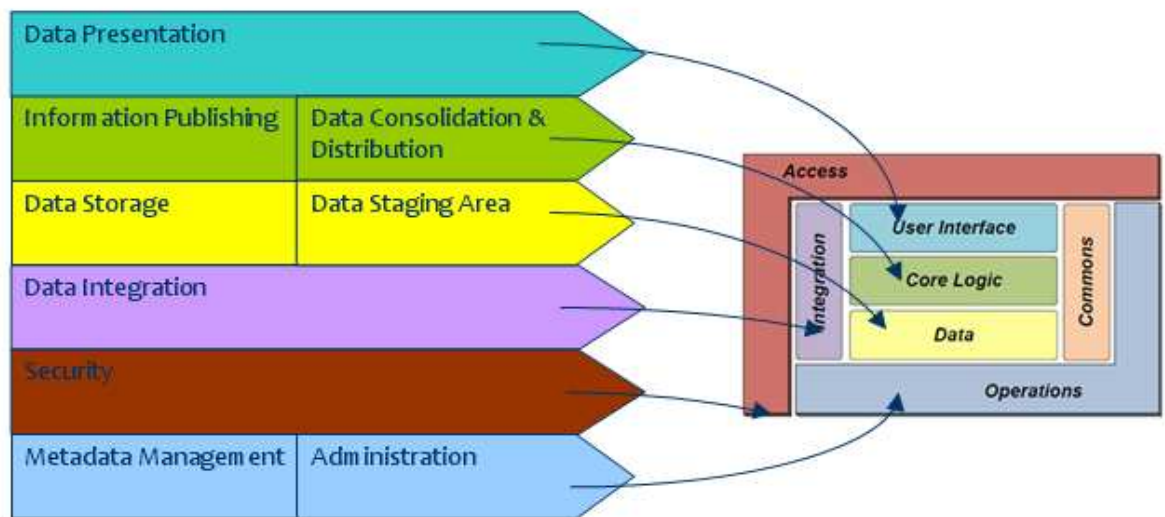 Data Presentation
Information Publishing
Data Consolidation &
Distribution
Data Storage
Data Staging Area
Data Integration
Security
Metadata Management
Administration
Access
Integration
User Interface
Core Logic
Data
Commons
Operations